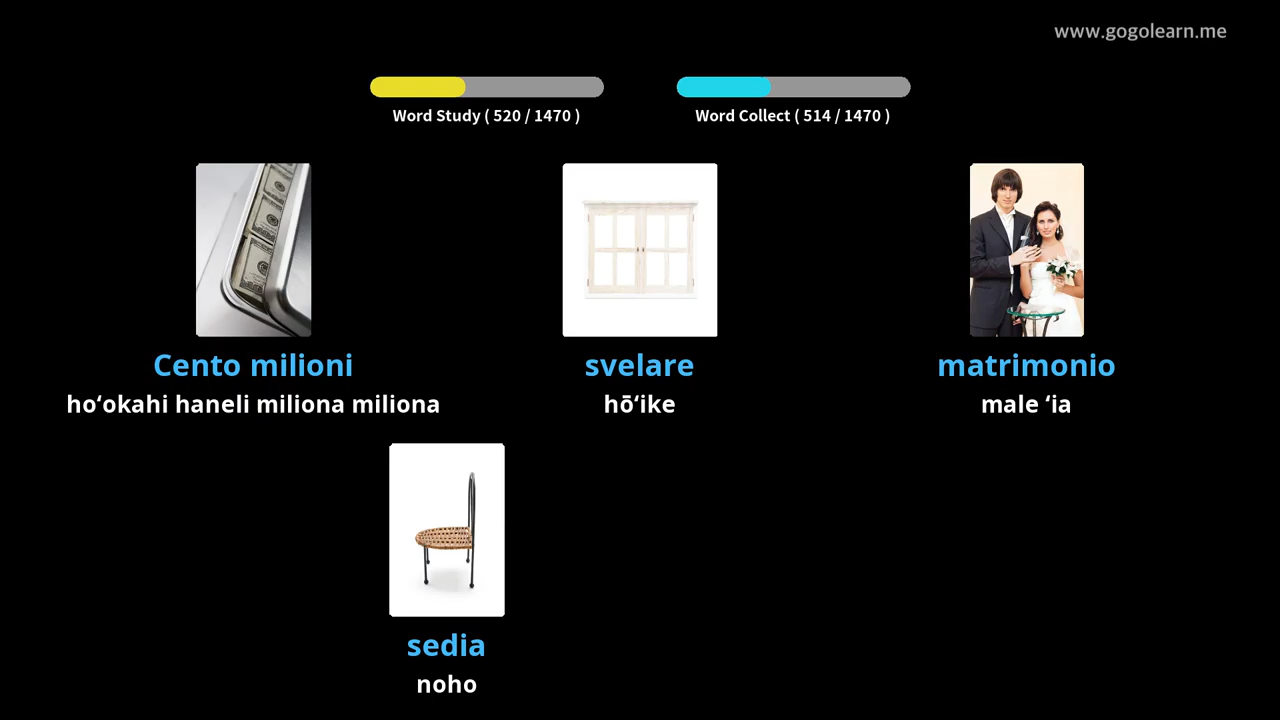 www.gogolearn.me
Word Study ( 520 / 1470 )
Word Collect ( 514 / 1470 )
Cento milioni
hoʻokahi haneli miliona miliona
svelare
hōʻike
matrimonio
male ʻia
sedia
noho